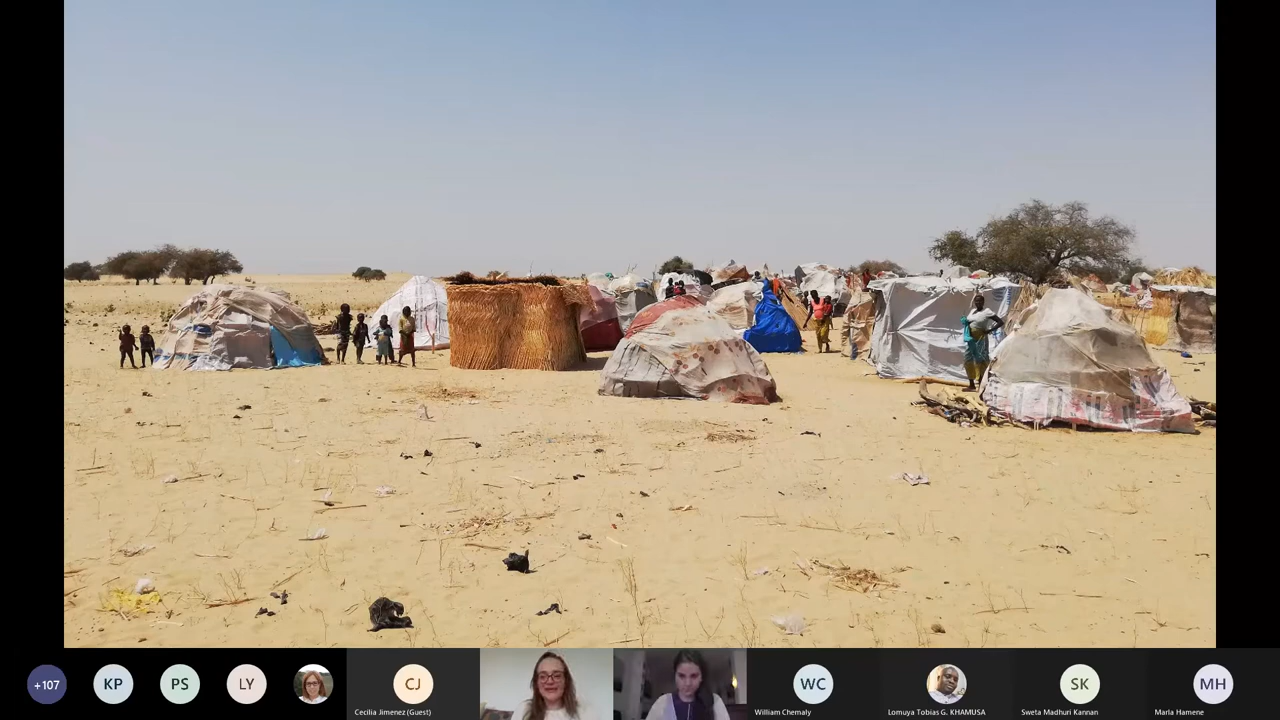 +107
KP
PS
LY
CJ
WC
SK
MH
Cecilia Jimenez (Guest)
William Chemaly
Lomuya Tobias G. KHAMUSA
Sweta Madhuri Kannan
Marla Hamene